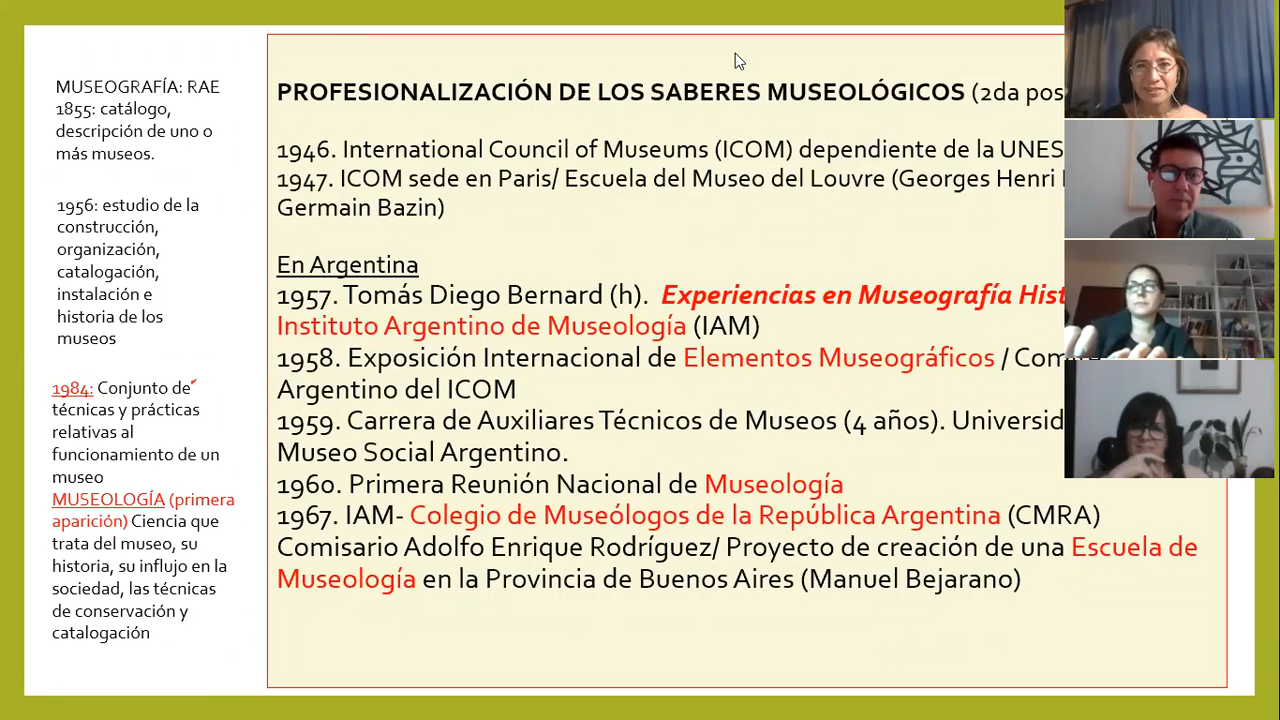 MUSEOGRAFÍA: RAE
1855: catálogo,
descripción de uno o
más museos.
1956: estudio de la
construcción,
organización,
catalogación,
instalación e
historia de los
museos
1984: Conjunto de
técnicas y prácticas
relativas al
funcionamiento de un
museo
MUSEOLOGÍA (primera
aparición) Ciencia que
trata del museo, su
historia, su influjo en la
sociedad, las técnicas
de conservación y
catalogación
PROFESIONALIZACIÓN DE LOS SABERES MUSEOLÓGICOS (2da pos
1946. International Council of Museums (ICOM) dependiente de la UNES
1947. ICOM sede en Paris/ Escuela del Museo del Louvre (Georges Henri
Germain Bazin)
En Argentina
1957. Tomás Diego Bernard (h). Experiencias en Museografía Hist
Instituto Argentino de Museología (IAM)
1958. Exposición Internacional de Elementos Museográficos / Comité
Argentino del ICOM
1959. Carrera de Auxiliares Técnicos de Museos (4 años). Universid
Museo Social Argentino.
1960. Primera Reunión Nacional de Museología
1967. IAM- Colegio de Museólogos de la República Argentina (CMRA)
Comisario Adolfo Enrique Rodríguez/ Proyecto de creación de una Escuela de
Museología en la Provincia de Buenos Aires (Manuel Bejarano)